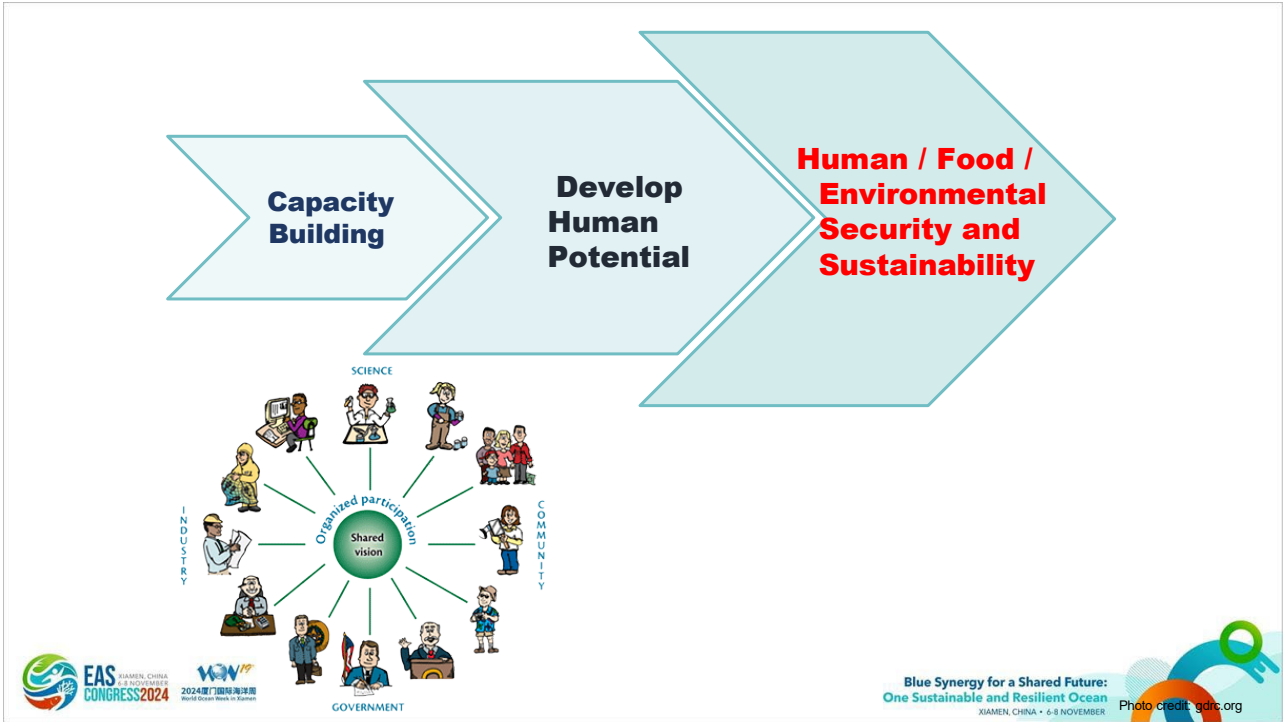 Capacity
Building
Develop
Human
Potential
Human / Food /
Environmental
Security and
Sustainability
SCIENCE
INDUSTRY
Organized participation
Shared
vision
COMMUNITY
GOVERNMENT
EAS
CONGRESS2024
XIAMEN, CHINA
6-8 NOVEMBER
WOW 19th
2024厦门国际海洋周
World Ocean Week in Xiamen
Blue Synergy for a Shared Future:
One Sustainable and Resilient Ocean
XIAMEN, CHINA • 6-8 NOVEMBER
Photo credit: gdrc.org